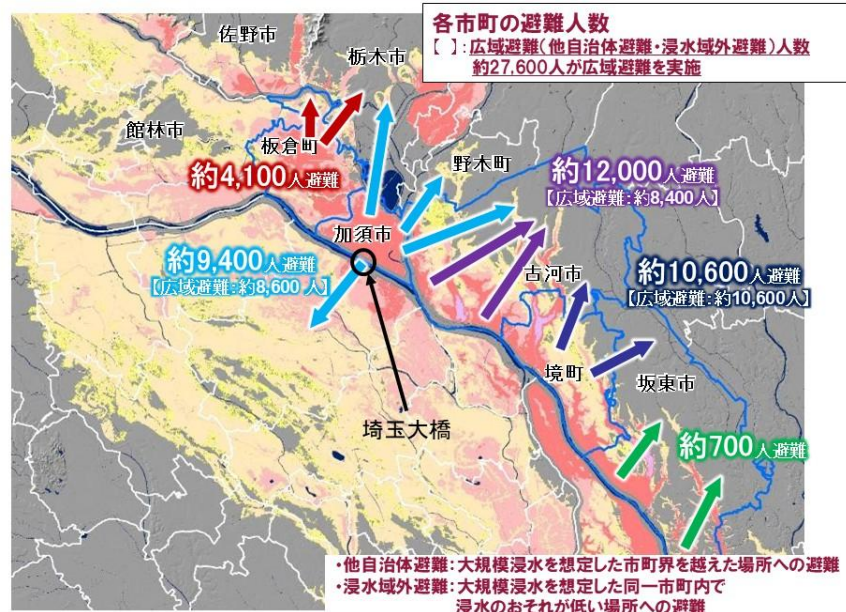 各市町の避難人数
【 】:広域避難(他自治体避難・浸水域外避難)人数
約27,600人が広域避難を実施
佐野市
栃木市
館林市
板倉町
約4,100人避難
野木町
約12,000人避難
【広域避難:約8,400人】
加須市
約9,400人避難
【広域避難:約8,600人】
古河市
約10,600人避難
【広域避難:約10,600人】
境町
坂東市
埼玉大橋
約700人避難
・他自治体避難:大規模浸水を想定した市町界を越えた場所への避難
・浸水域外避難:大規模浸水を想定した同一市町内で
浸水のおそれが低い場所への避難